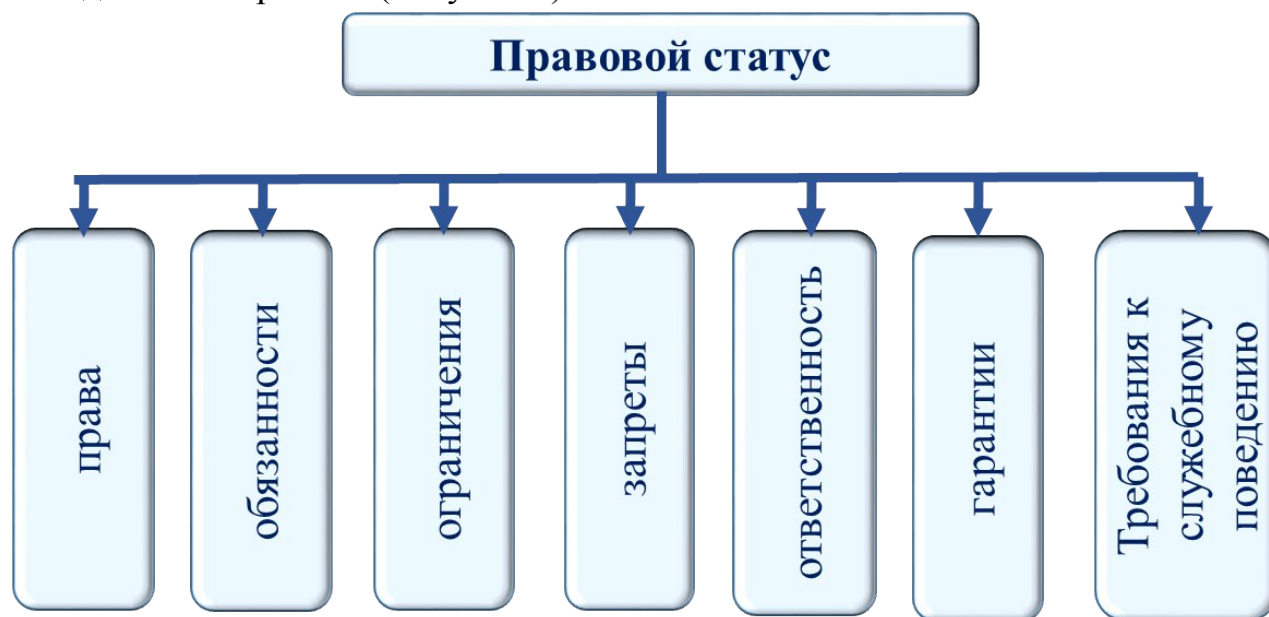 Правовой статус
права
обязанности
ограничения
запреты
ответственность
гарантии
Требования к
служебному
поведению